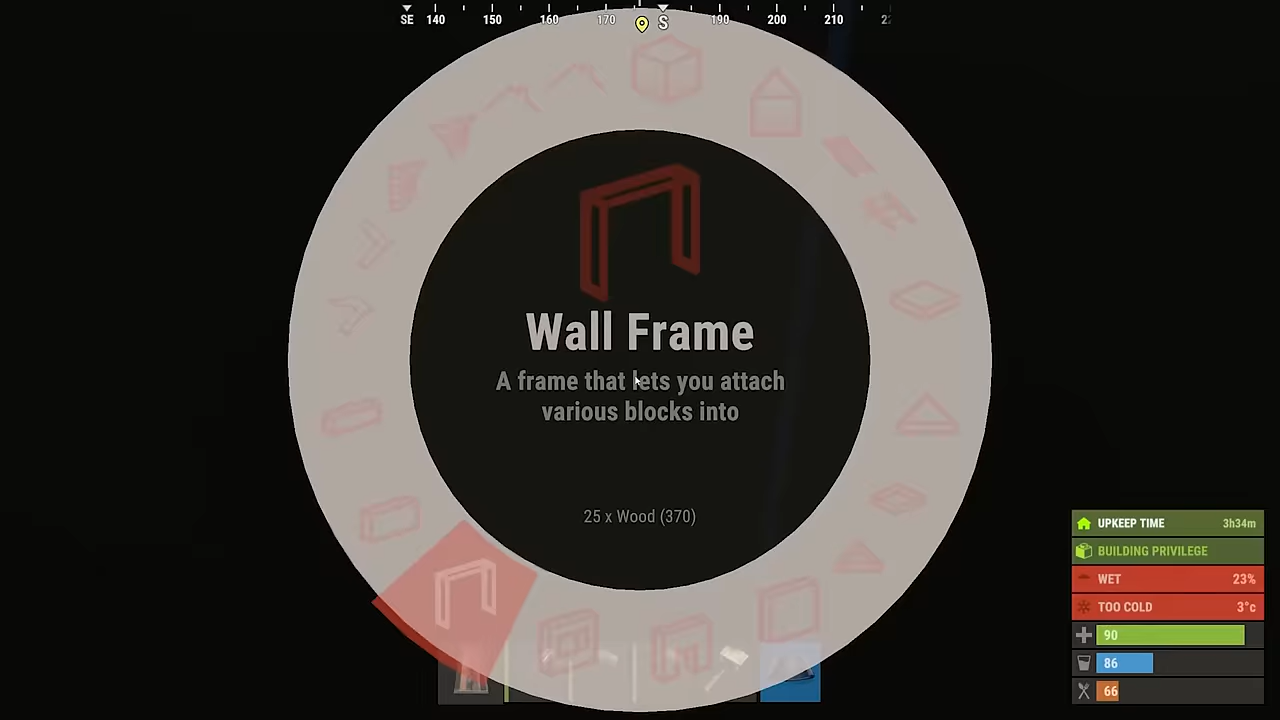 SE 140 150 160 170 S 190 200 210
Wall Frame
A frame that lets you attach
various blocks into
25 x Wood (370)
UPKEEP TIME 3h34m
BUILDING PRIVILEGE
WET 23%
TOO COLD 3°c
90
86
66